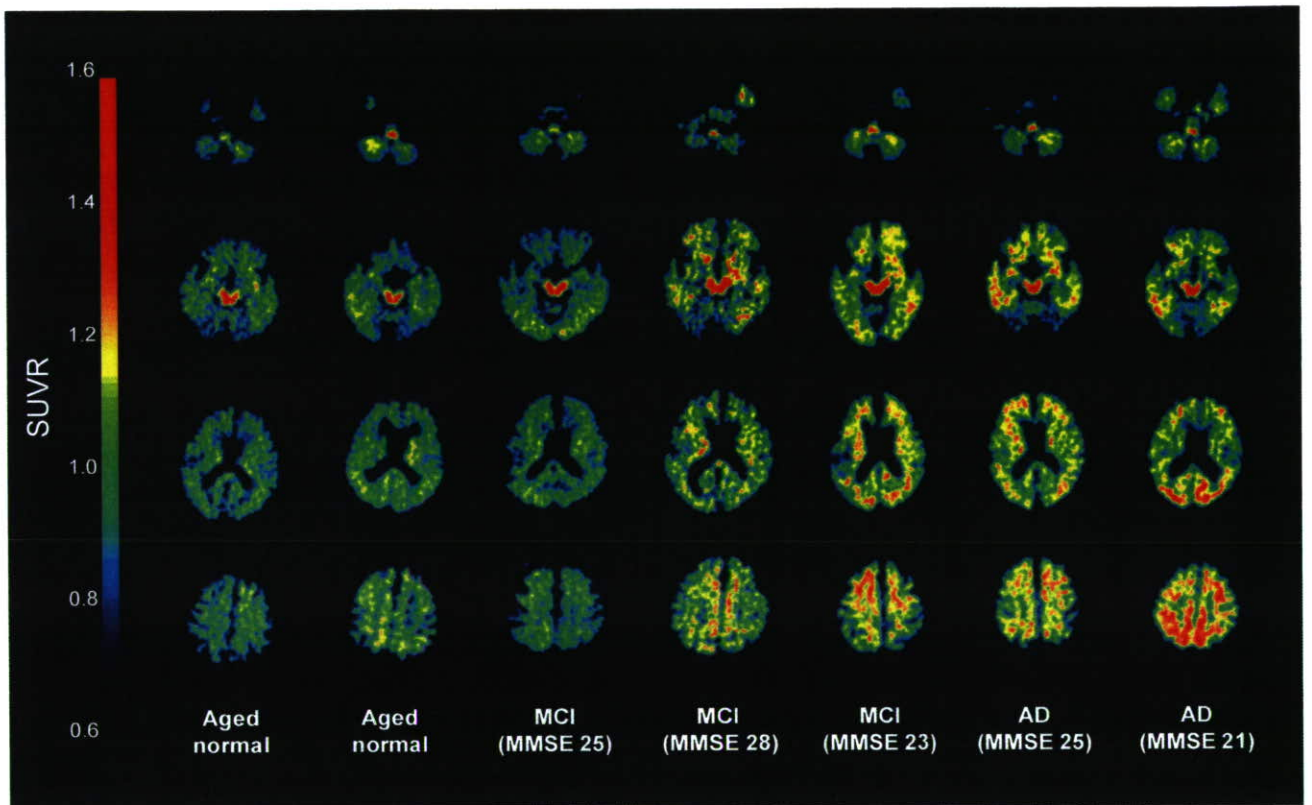 1.6
1.4
1.2
1.0
0.8
0.6
SUVR
Aged
normal
Aged
normal
MCI
(MMSE 25)
MCI
(MMSE 28)
MCI
(MMSE 23)
AD
(MMSE 25)
AD
(MMSE 21)